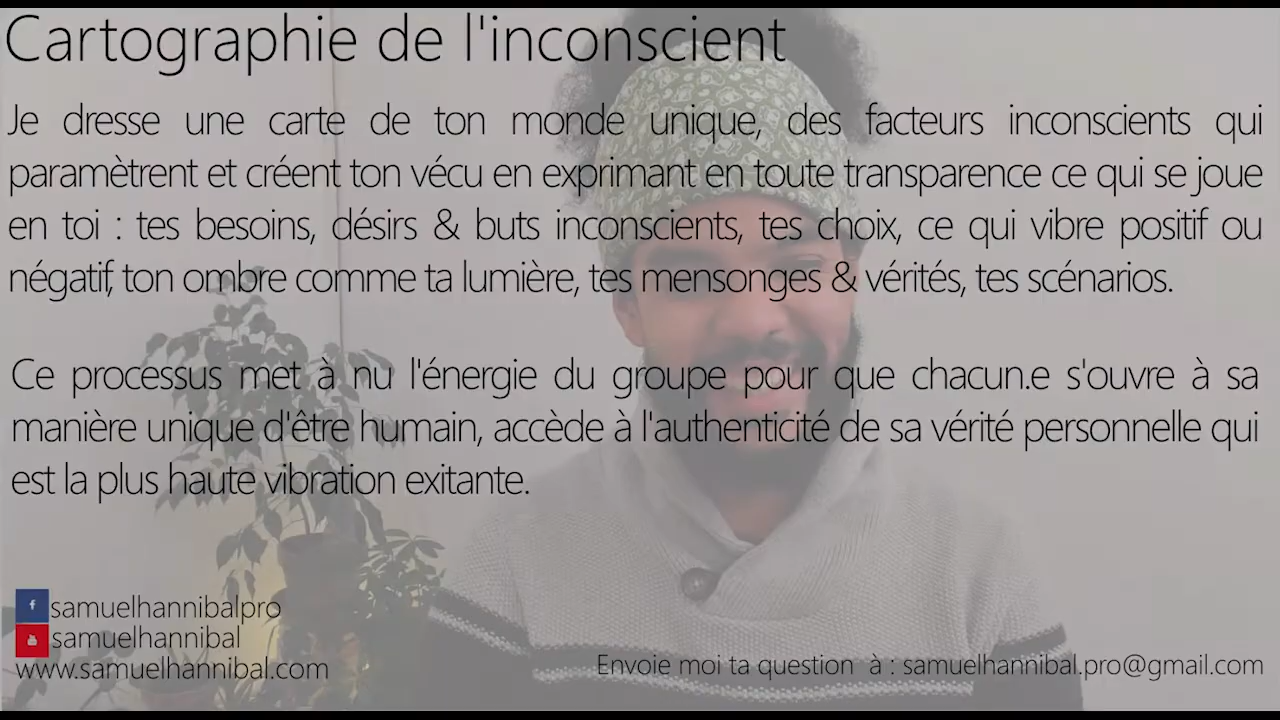 Cartographie de l'inconscient
Je dresse une carte de ton monde unique, des facteurs inconscients qui
paramètrent et créent ton vécu en exprimant en toute transparence ce qui se joue
en toi : tes besoins, désirs & buts inconscients, tes choix, ce qui vibre positif ou
négatif, ton ombre comme ta lumière, tes mensonges & vérités, tes scénarios.
Ce processus met à nu l'énergie du groupe pour que chacun.e s'ouvre à sa
manière unique d'être humain, accède à l'authenticité de sa vérité personnelle qui
est la plus haute vibration exitante.
samuelhannibalpro
samuelhannibal
www.samuelhannibal.com
Envoie moi ta question à : samuelhannibal.pro@gmail.com